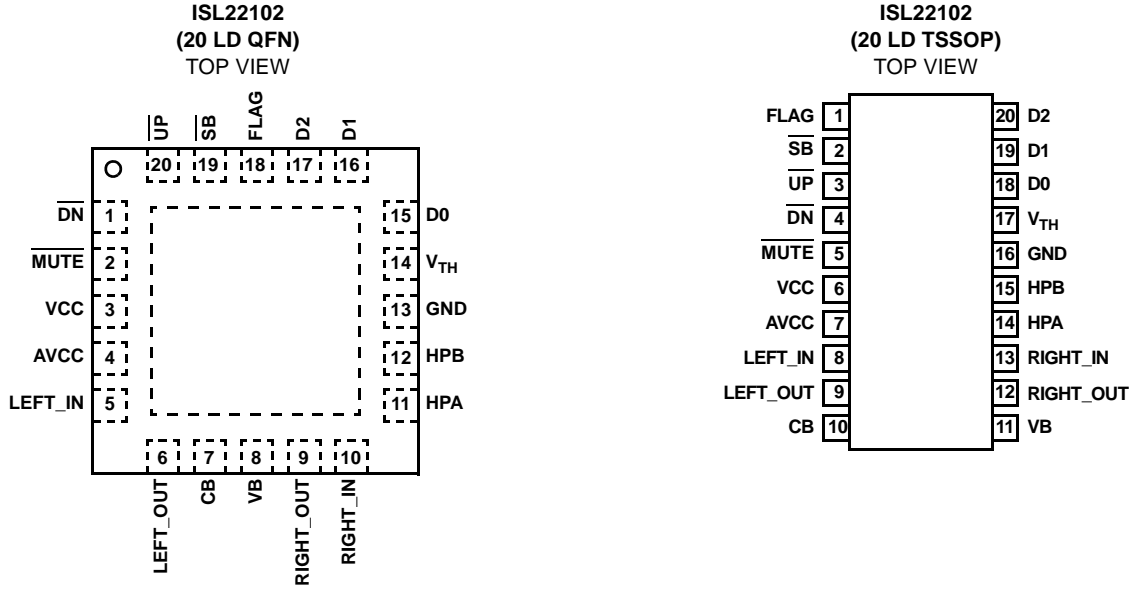 ISL22102
(20 LD QFN)
TOP VIEW
UP
SB
FLAG
D2
D1
20
19
18
17
16
DN 1
MUTE 2
VCC 3
AVCC 4
LEFT_IN 5
15 D0
14 VTH
13 GND
12 HPB
11 HPA
6
7
8
9
10
LEFT_OUT
CB
VB
RIGHT_OUT
RIGHT_IN
ISL22102
(20 LD TSSOP)
TOP VIEW
FLAG 1
SB 2
UP 3
DN 4
MUTE 5
VCC 6
AVCC 7
LEFT_IN 8
LEFT_OUT 9
CB 10
20 D2
19 D1
18 D0
17 VTH
16 GND
15 HPB
14 HPA
13 RIGHT_IN
12 RIGHT_OUT
11 VB